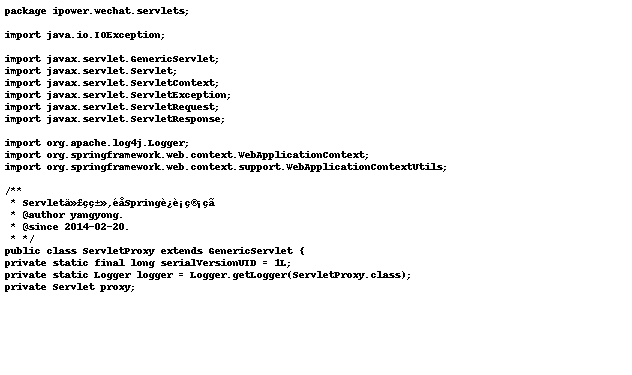 package ipower.wechat.servlets;
import java.io.IOException;
import javax.servlet.GenericServlet;
import javax.servlet.Servlet;
import javax.servlet.ServletContext;
import javax.servlet.ServletException;
import javax.servlet.ServletRequest;
import javax.servlet.ServletResponse;
import org.apache.log4j.Logger;
import org.springframework.web.context.WebApplicationContext;
import org.springframework.web.context.support.WebApplicationContextUtils;
/**
* Servletä»£çç±»,éåSpringè¿è¡ç®¡çã
* @author yangyong.
* @since 2014-02-20.
* */
public class ServletProxy extends GenericServlet {
private static final long serialVersionUID = 1L;
private static Logger logger = Logger.getLogger(ServletProxy.class);
private Servlet proxy;